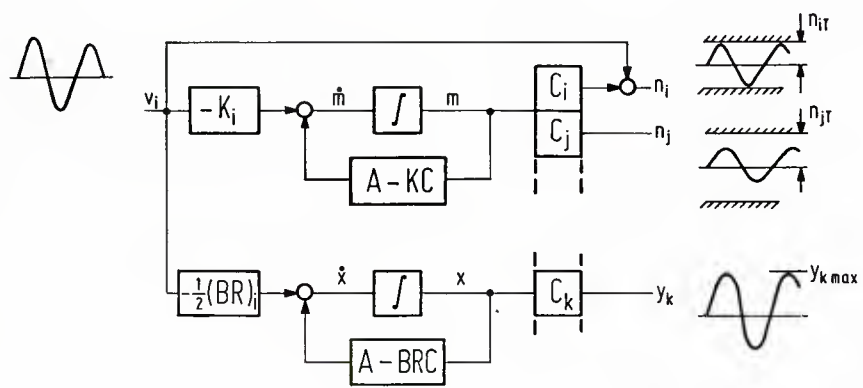 n_iT
v_i
-K_i
ṁ
∫
m
C_i
n_i
C_j
n_j
n_jT
A-KC
-½(BR)_i
ẋ
∫
x
C_k
y_k
y_k max
A-BRC